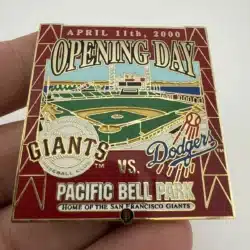 APRIL 11th, 2000
OPENING DAY
GIANTS
Dodgers
VS.
PACIFIC BELL PARK
HOME OF THE SAN FRANCISCO GIANTS